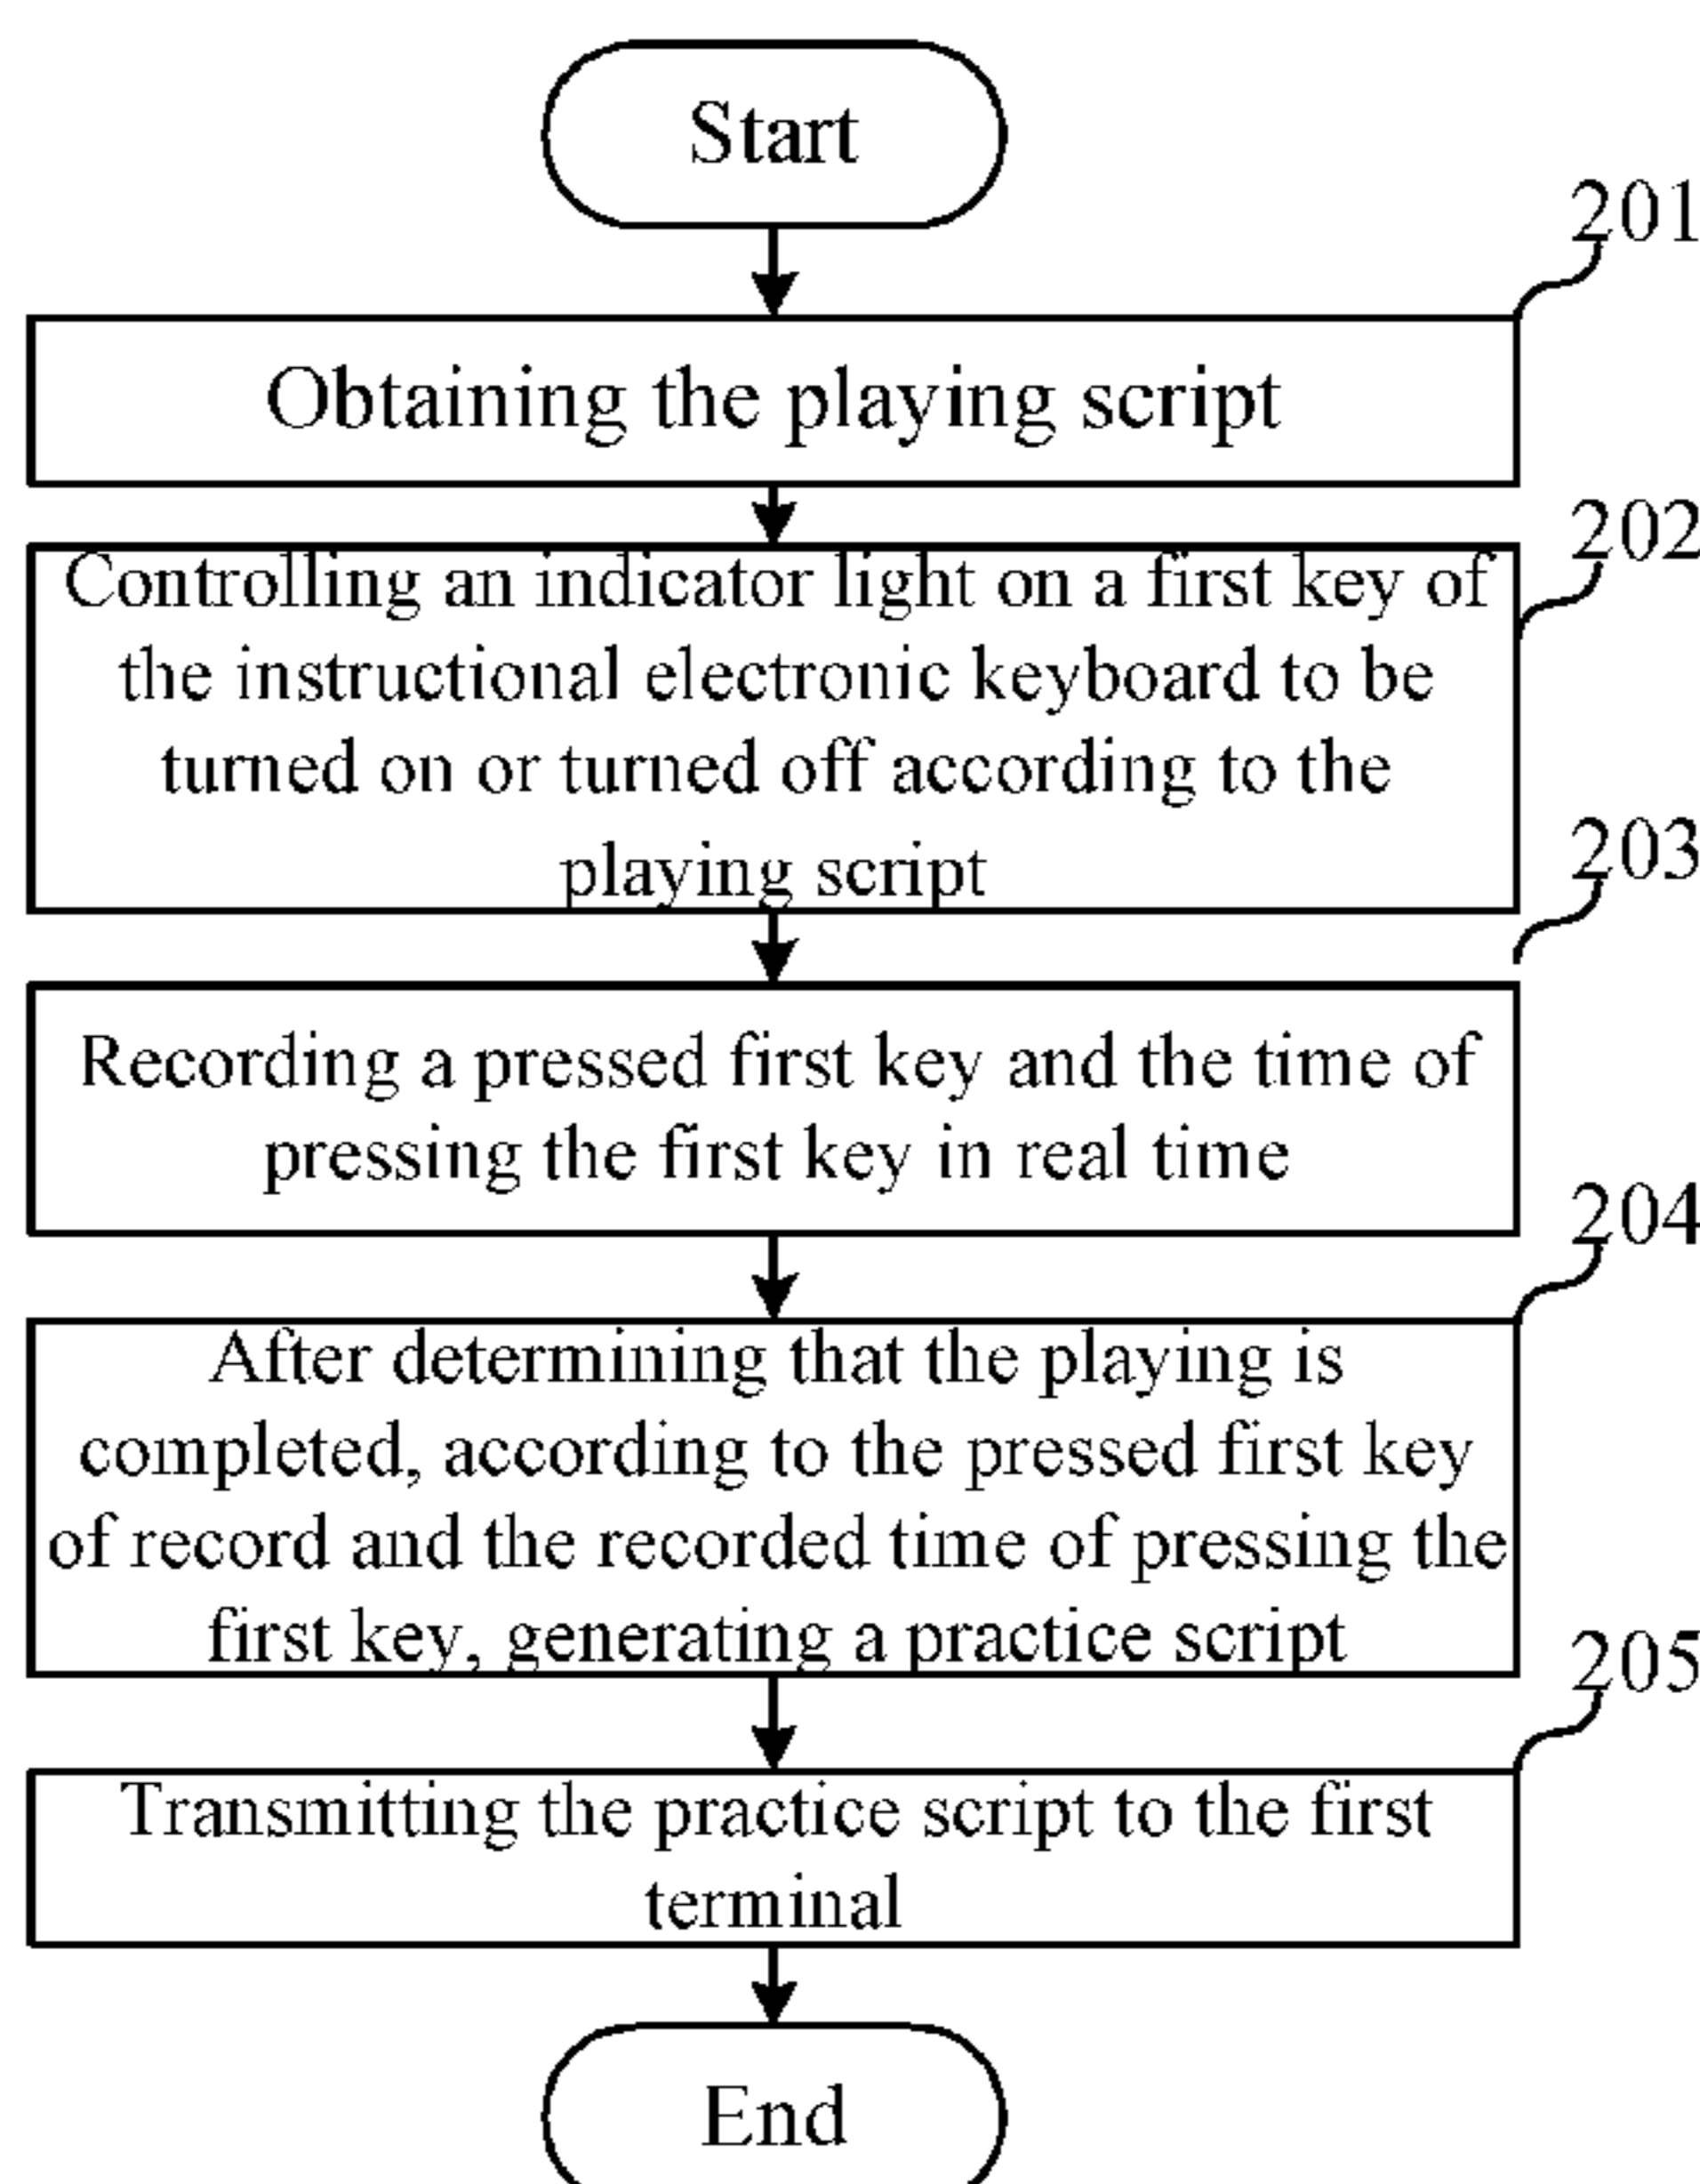 Start
201
Obtaining the playing script
202
Controlling an indicator light on a first key of
the instructional electronic keyboard to be
turned on or turned off according to the
playing script
203
Recording a pressed first key and the time of
pressing the first key in real time
204
After determining that the playing is
completed, according to the pressed first key
of record and the recorded time of pressing the
first key, generating a practice script
205
Transmitting the practice script to the first
terminal
End